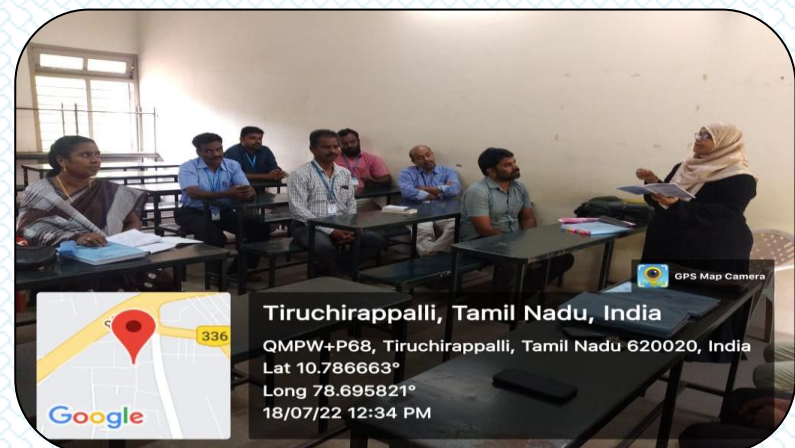 GPS Map Camera
336
Google
Tiruchirappalli, Tamil Nadu, India
QMPW+P68, Tiruchirappalli, Tamil Nadu 620020, India
Lat 10.786663°
Long 78.695821°
18/07/22 12:34 PM